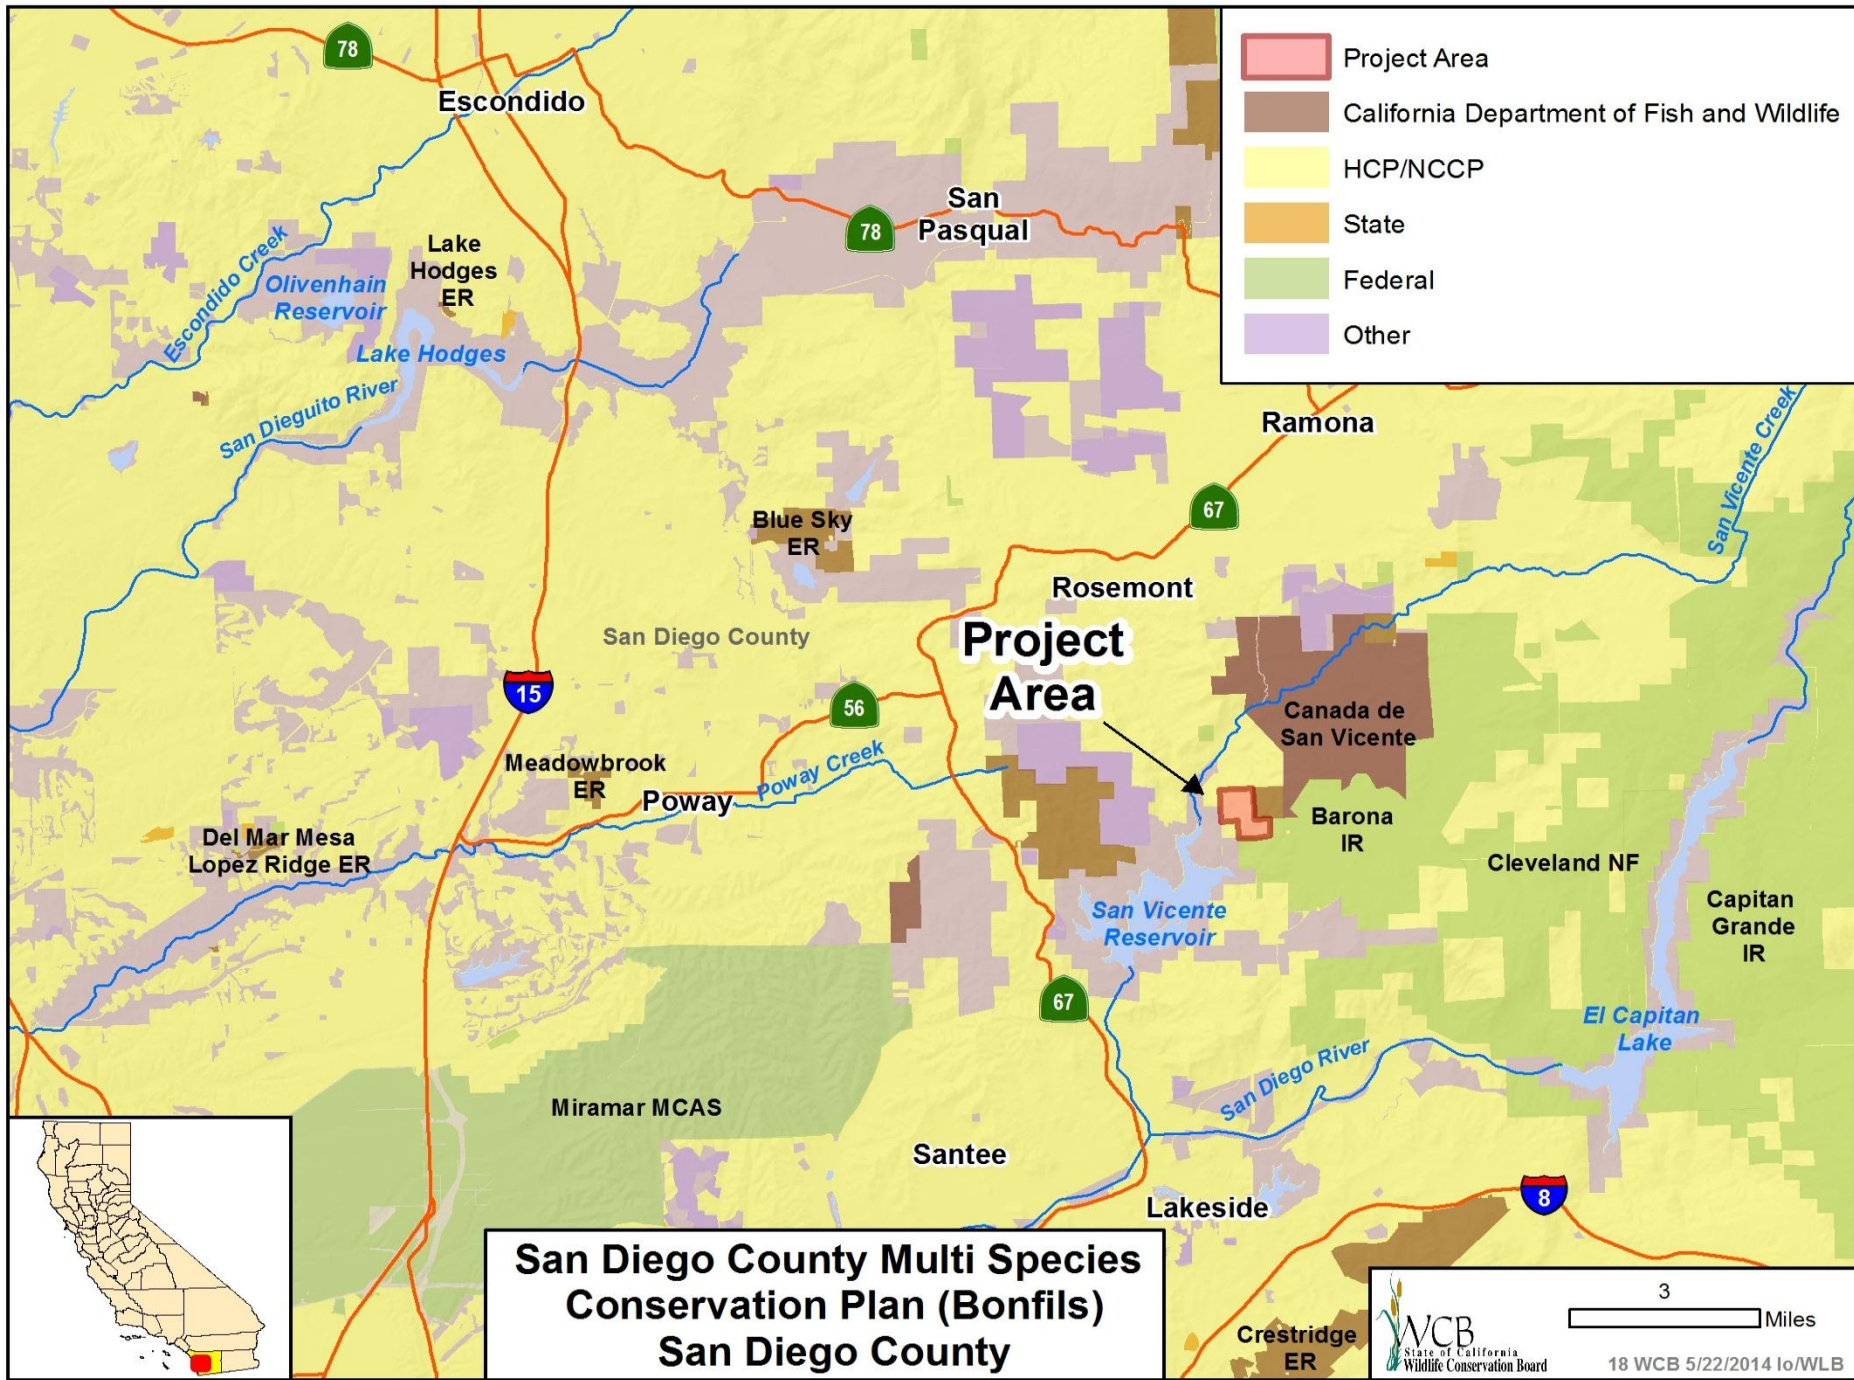 78
Escondido
Project Area
California Department of Fish and Wildlife
HCP/NCCP
State
Federal
Other
San
Pasqual
78
Escondido Creek
Olivenhain
Reservoir
Lake
Hodges
ER
Lake Hodges
San Dieguito River
Ramona
67
San Vicente Creek
Blue Sky
ER
Rosemont
San Diego County
Project
Area
15
56
Canada de
San Vicente
Meadowbrook
ER
Poway
Poway Creek
Del Mar Mesa
Lopez Ridge ER
Barona
IR
Cleveland NF
Capitan
Grande
IR
San Vicente
Reservoir
67
El Capitan
Lake
San Diego River
Miramar MCAS
Santee
Lakeside
8
Crestridge
ER
San Diego County Multi Species
Conservation Plan (Bonfils)
San Diego County
WCB
State of California
Wildlife Conservation Board
3
Miles
18 WCB 5/22/2014 lo/WLB